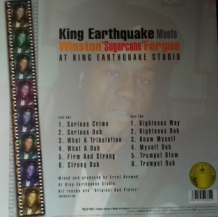 King Earthquake Meets
Winston "Sugarcane" Fergus
AT KING EARTHQUAKE STUDIO
1. Serious Crime
2. Serious Dub
3. What A Tribulation
4. What A Dub
5. Firm And Strong
6. Strong Dub
1. Righteous Way
2. Righteous Dub
3. Know Myself
4. Myself Dub
5. Trumpet Blow
6. Trumpet Dub
Mixed and produced by Errol
At King Earthquake Studio